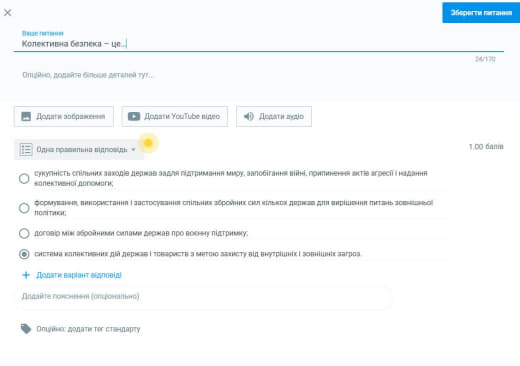 Зберегти питання
Ваше питання
Колективна безпека – це..
24/170
Опційно, додайте більше деталей тут...
Додати зображення
Додати YouTube відео
Додати аудіо
Одна правильна відповідь
1.00 балів
сукупність спільних заходів держав задля підтримання миру, запобігання війні, припинення актів агресії і надання
колективної допомоги;
формування, використання і застосування спільних збройних сил кількох держав для вирішення питань зовнішньої
політики;
договір між збройними силами держав про воєнну підтримку;
система колективних дій держав і товариств з метою захисту від внутрішніх і зовнішніх загроз.
+ Додати варіант відповіді
Додайте пояснення (опціонально)
Опційно: додати тег стандарту